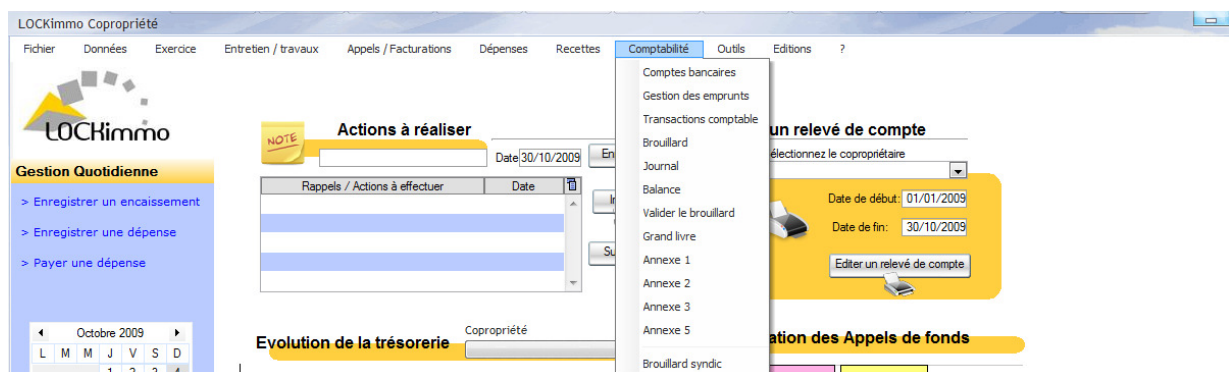 LOCKimmo Copropriété
Fichier Données Exercice Entretien / travaux Appels / Facturations Dépenses Recettes Comptabilité Outils Editions ?
Comptes bancaires
Gestion des emprunts
Transactions comptable
Brouillard
Journal
Balance
Valider le brouillard
Grand livre
Annexe 1
Annexe 2
Annexe 3
Annexe 5
Brouillard syndic
LOCKimmo
Gestion Quotidienne
> Enregistrer un encaissement
> Enregistrer une dépense
> Payer une dépense
Octobre 2009
L M M J V S D
1 2 3 4
NOTE
Actions à réaliser
Date 30/10/2009
Rappels / Actions à effectuer Date
un relevé de compte
électionnez le copropriétaire
Date de début: 01/01/2009
Date de fin: 30/10/2009
Editer un relevé de compte
Evolution de la trésorerie
Copropriété
ation des Appels de fonds